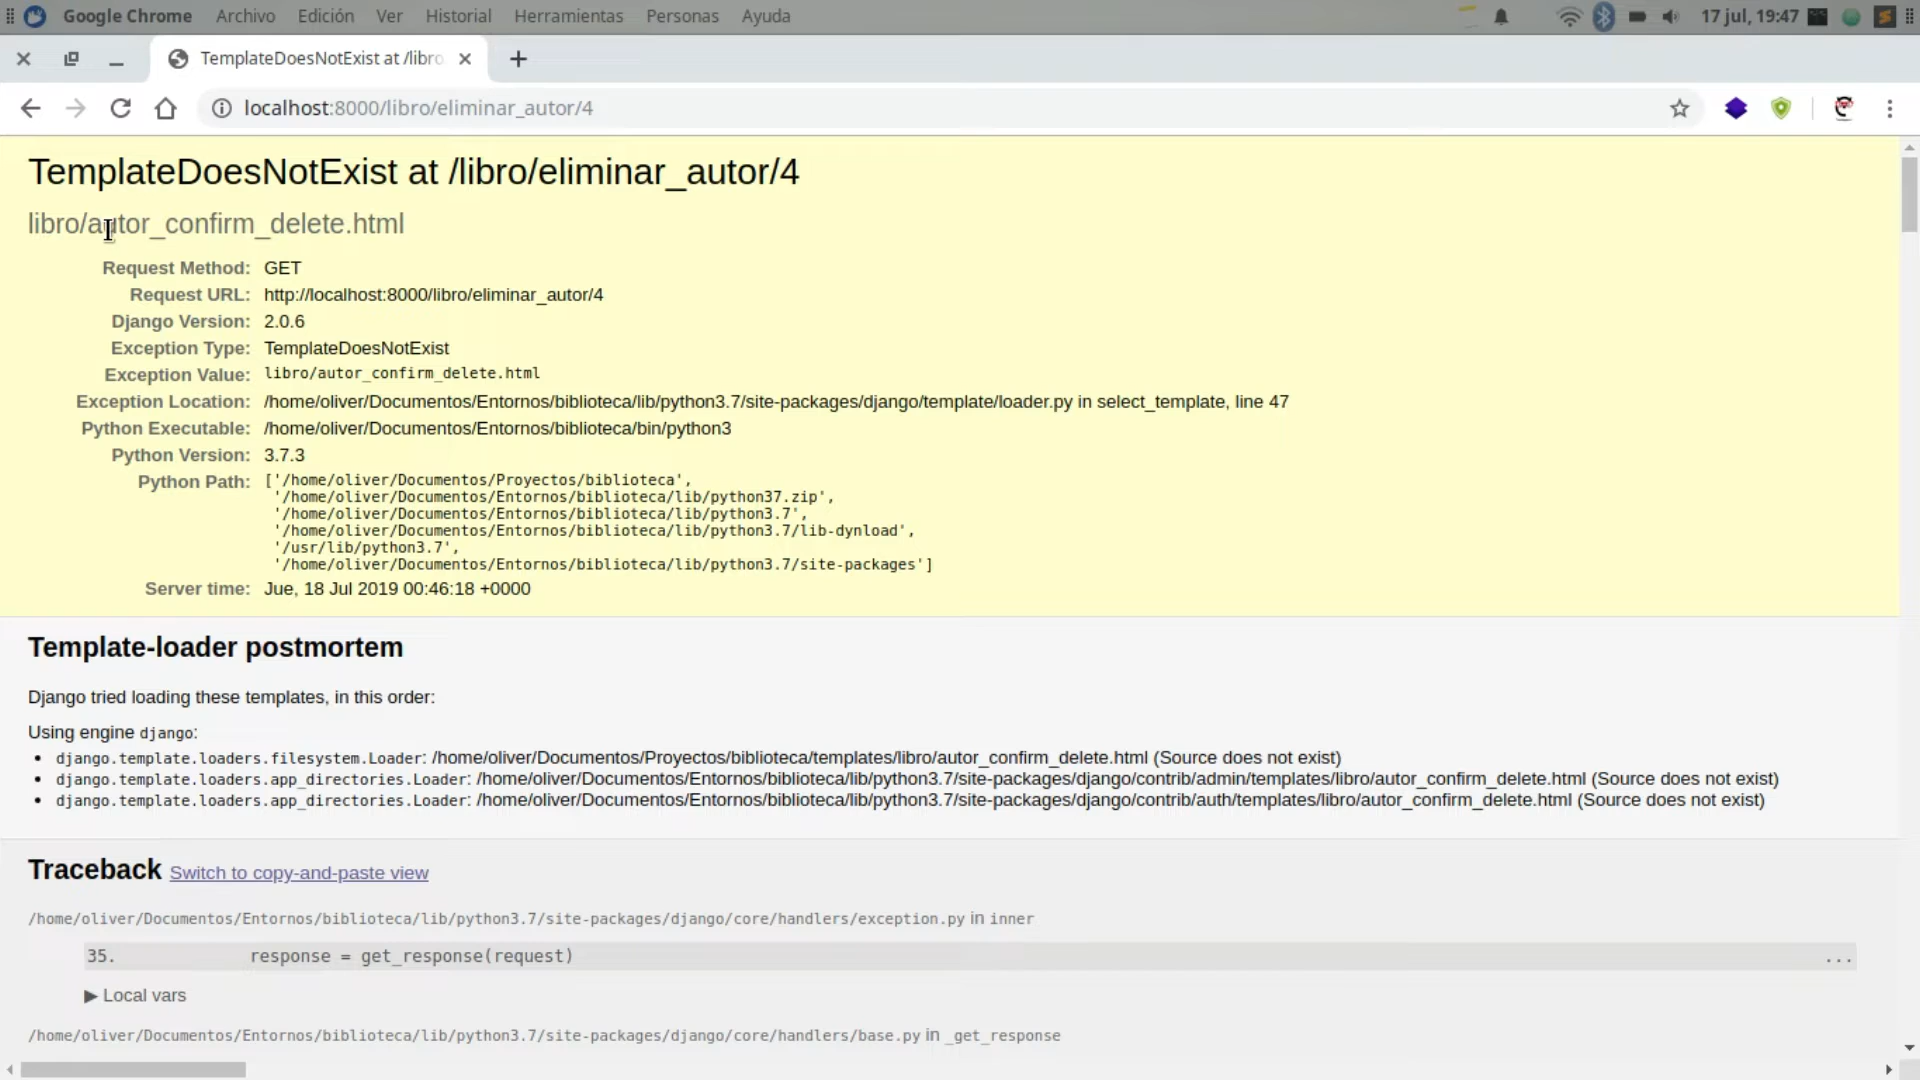 Google Chrome Archivo Edición Ver Historial Herramientas Personas Ayuda 17 jul, 19:47
TemplateDoesNotExist at /libro
localhost:8000/libro/eliminar_autor/4
TemplateDoesNotExist at /libro/eliminar_autor/4
libro/autor_confirm_delete.html
Request Method: GET
Request URL: http://localhost:8000/libro/eliminar_autor/4
Django Version: 2.0.6
Exception Type: TemplateDoesNotExist
Exception Value: libro/autor_confirm_delete.html
Exception Location: /home/oliver/Documentos/Entornos/biblioteca/lib/python3.7/site-packages/django/template/loader.py in select_template, line 47
Python Executable: /home/oliver/Documentos/Entornos/biblioteca/bin/python3
Python Version: 3.7.3
Python Path: ['/home/oliver/Documentos/Proyectos/biblioteca',
'/home/oliver/Documentos/Entornos/biblioteca/lib/python37.zip',
'/home/oliver/Documentos/Entornos/biblioteca/lib/python3.7',
'/home/oliver/Documentos/Entornos/biblioteca/lib/python3.7/lib-dynload',
'/usr/lib/python3.7',
'/home/oliver/Documentos/Entornos/biblioteca/lib/python3.7/site-packages']
Server time: Jue, 18 Jul 2019 00:46:18 +0000
Template-loader postmortem
Django tried loading these templates, in this order:
Using engine django:
• django.template.loaders.filesystem.Loader: /home/oliver/Documentos/Proyectos/biblioteca/templates/libro/autor_confirm_delete.html (Source does not exist)
• django.template.loaders.app_directories.Loader: /home/oliver/Documentos/Entornos/biblioteca/lib/python3.7/site-packages/django/contrib/admin/templates/libro/autor_confirm_delete.html (Source does not exist)
• django.template.loaders.app_directories.Loader: /home/oliver/Documentos/Entornos/biblioteca/lib/python3.7/site-packages/django/contrib/auth/templates/libro/autor_confirm_delete.html (Source does not exist)
Traceback Switch to copy-and-paste view
/home/oliver/Documentos/Entornos/biblioteca/lib/python3.7/site-packages/django/core/handlers/exception.py in inner
35. response = get_response(request) ...
▶ Local vars
/home/oliver/Documentos/Entornos/biblioteca/lib/python3.7/site-packages/django/core/handlers/base.py in _get_response